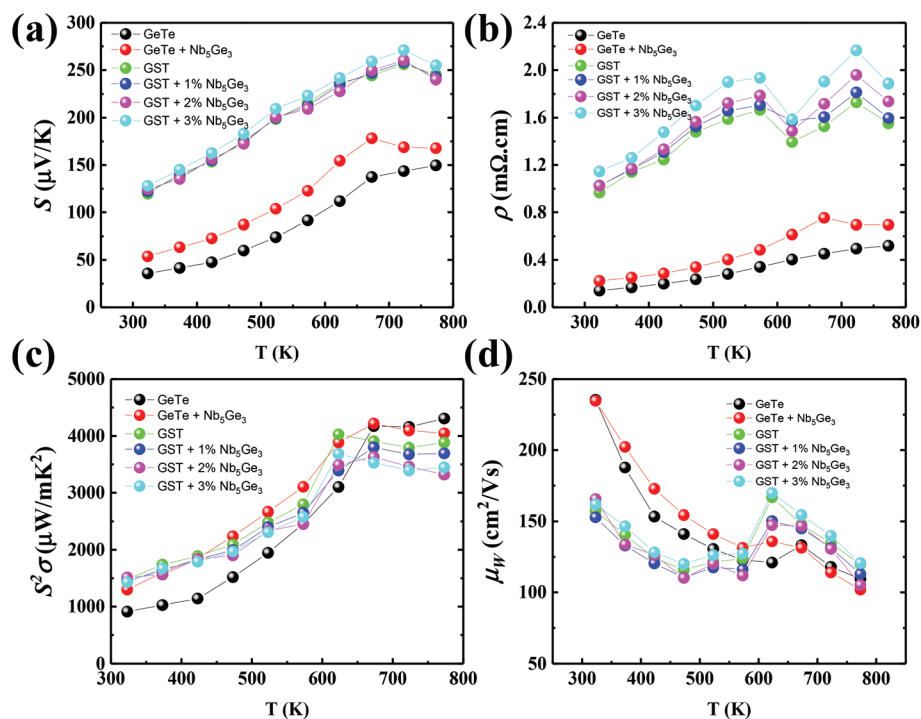 (a)
300
250
200
150
100
50
0
S (μV/K)
GeTe
GeTe + Nb₅Ge₃
GST
GST + 1% Nb₅Ge₃
GST + 2% Nb₅Ge₃
GST + 3% Nb₅Ge₃
300 400 500 600 700 800
T (K)
(b)
2.4
2.0
1.6
1.2
0.8
0.4
0.0
ρ (mΩ.cm)
GeTe
GeTe + Nb₅Ge₃
GST
GST + 1% Nb₅Ge₃
GST + 2% Nb₅Ge₃
GST + 3% Nb₅Ge₃
300 400 500 600 700 800
T (K)
(c)
5000
4000
3000
2000
1000
0
S²σ (μW/mK²)
GeTe
GeTe + Nb₅Ge₃
GST
GST + 1% Nb₅Ge₃
GST + 2% Nb₅Ge₃
GST + 3% Nb₅Ge₃
300 400 500 600 700 800
T (K)
(d)
250
200
150
100
50
μ_W (cm²/Vs)
GeTe
GeTe + Nb₅Ge₃
GST
GST + 1% Nb₅Ge₃
GST + 2% Nb₅Ge₃
GST + 3% Nb₅Ge₃
300 400 500 600 700 800
T (K)